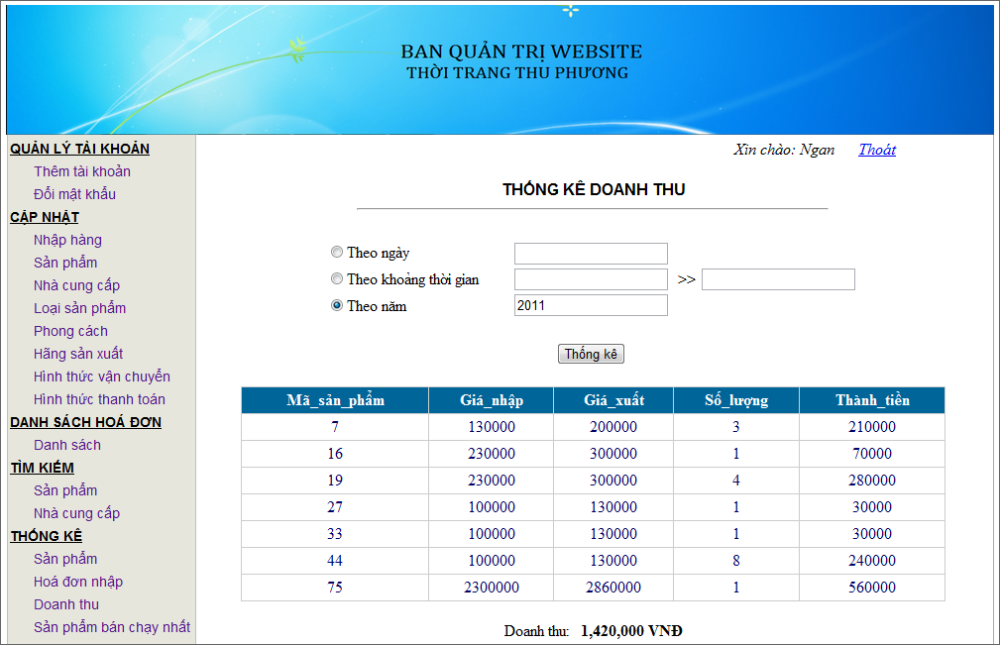 BAN QUẢN TRỊ WEBSITE
THỜI TRANG THU PHƯƠNG
QUẢN LÝ TÀI KHOẢN
Thêm tài khoản
Đổi mật khẩu
CẬP NHẬT
Nhập hàng
Sản phẩm
Nhà cung cấp
Loại sản phẩm
Phong cách
Hãng sản xuất
Hình thức vận chuyển
Hình thức thanh toán
DANH SÁCH HOÁ ĐƠN
Danh sách
TÌM KIẾM
Sản phẩm
Nhà cung cấp
THỐNG KÊ
Sản phẩm
Hoá đơn nhập
Doanh thu
Sản phẩm bán chạy nhất
Xin chào: Ngan Thoát
THỐNG KÊ DOANH THU
Theo ngày
Theo khoảng thời gian >>
Theo năm 2011
Thống kê
Mã_sản_phẩm Giá_nhập Giá_xuất Số_lượng Thành_tiền
7 130000 200000 3 210000
16 230000 300000 1 70000
19 230000 300000 4 280000
27 100000 130000 1 30000
33 100000 130000 1 30000
44 100000 130000 8 240000
75 2300000 2860000 1 560000
Doanh thu: 1,420,000 VNĐ